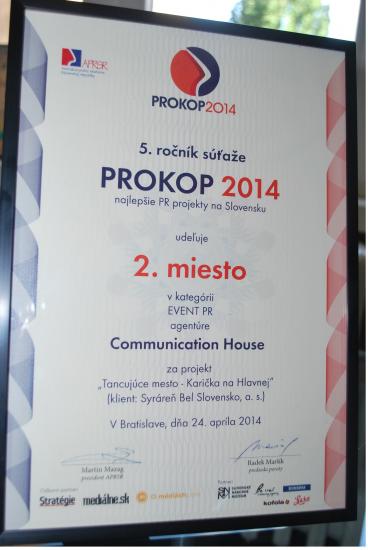 APRSR
PROKOP2014
5. ročník súťaže
PROKOP 2014
najlepšie PR projekty na Slovensku
udeľuje
2. miesto
v kategórii
EVENT PR
agentúre
Communication House
za projekt
„Tancujúce mesto - Karička na Hlavnej"
(klient: Syráreň Bel Slovensko, a. s.)
V Bratislave, dňa 24. apríla 2014
Martin Mazag
prezident APRSR
Radek Maršík
predseda poroty
Stratégie
mediálne.sk
kofola